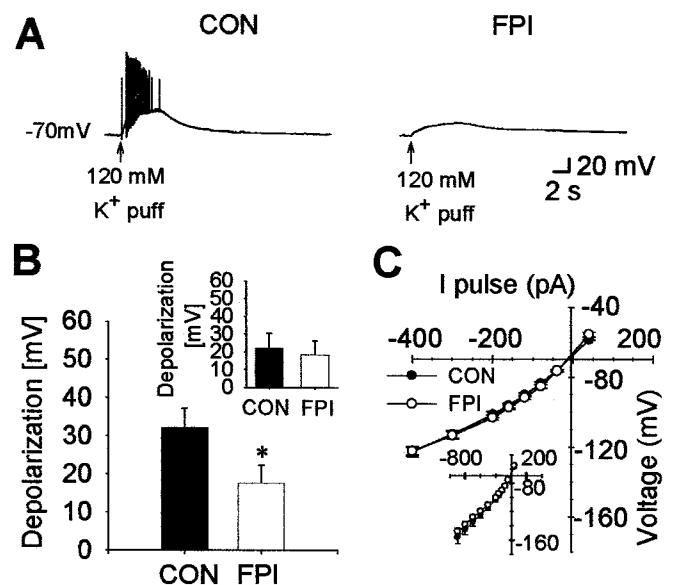 A
CON
FPI
-70mV
120 mM
K+ puff
120 mM
K+ puff
20 mV
2 s
B
Depolarization [mV]
60
50
40
30
20
10
0
*
CON FPI
Depolarization
[mV]
60
50
40
30
20
10
0
CON FPI
C
I pulse (pA)
-400
-200
200
-40
-80
-120
-160
Voltage (mV)
CON
FPI
-800
200
-80
-160